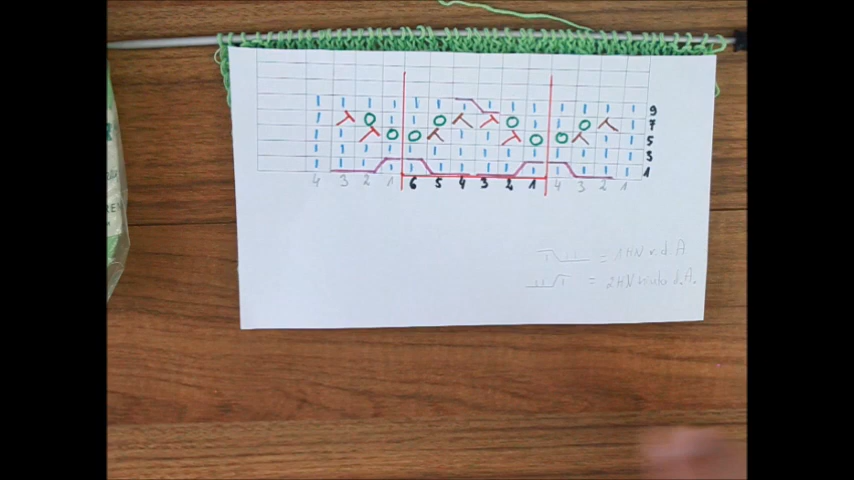 9
7
5
3
1
4 3 2 1 6 5 4 3 2 1 4 3 2 1
= 1 HN v. d. A
= 2 HN hinter d. A.
REN